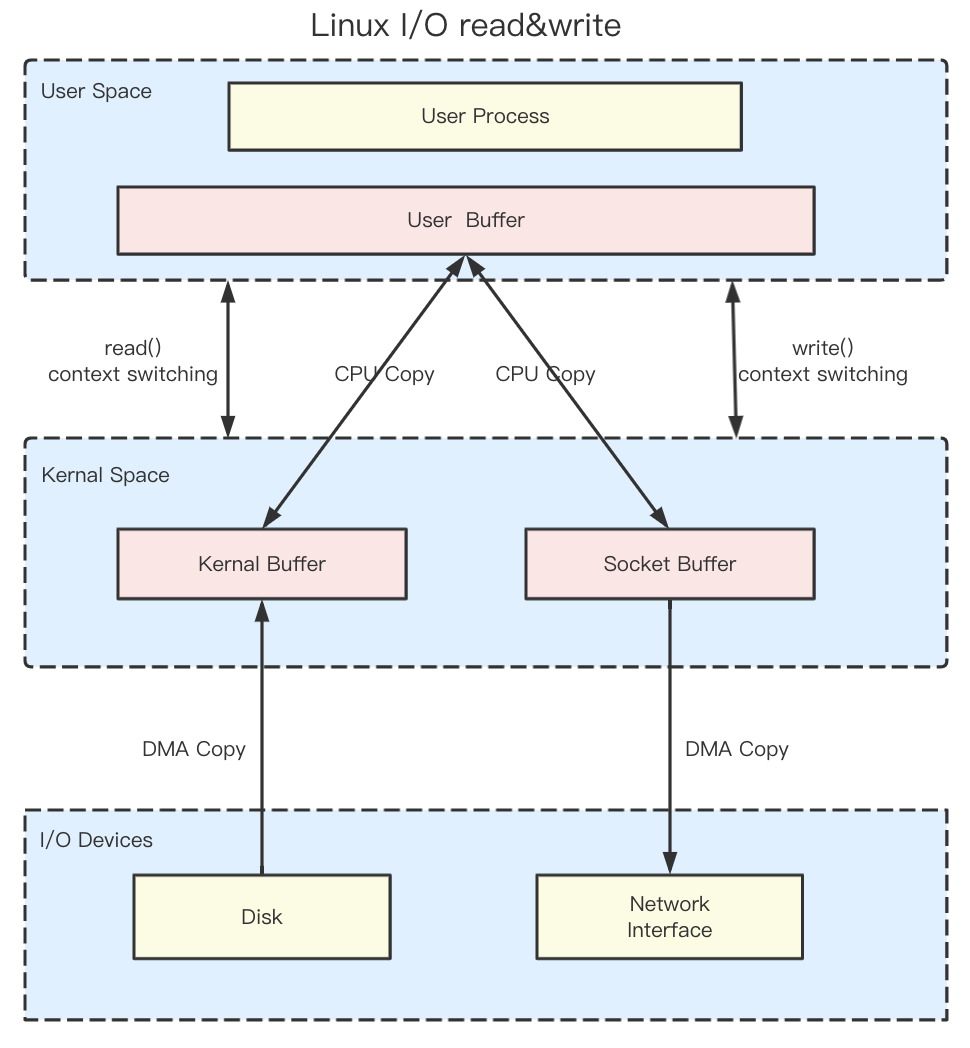 Linux I/O read&write
User Space
User Process
User Buffer
read()
context switching
CPU Copy
CPU Copy
write()
context switching
Kernal Space
Kernal Buffer
Socket Buffer
DMA Copy
DMA Copy
I/O Devices
Disk
Network
Interface